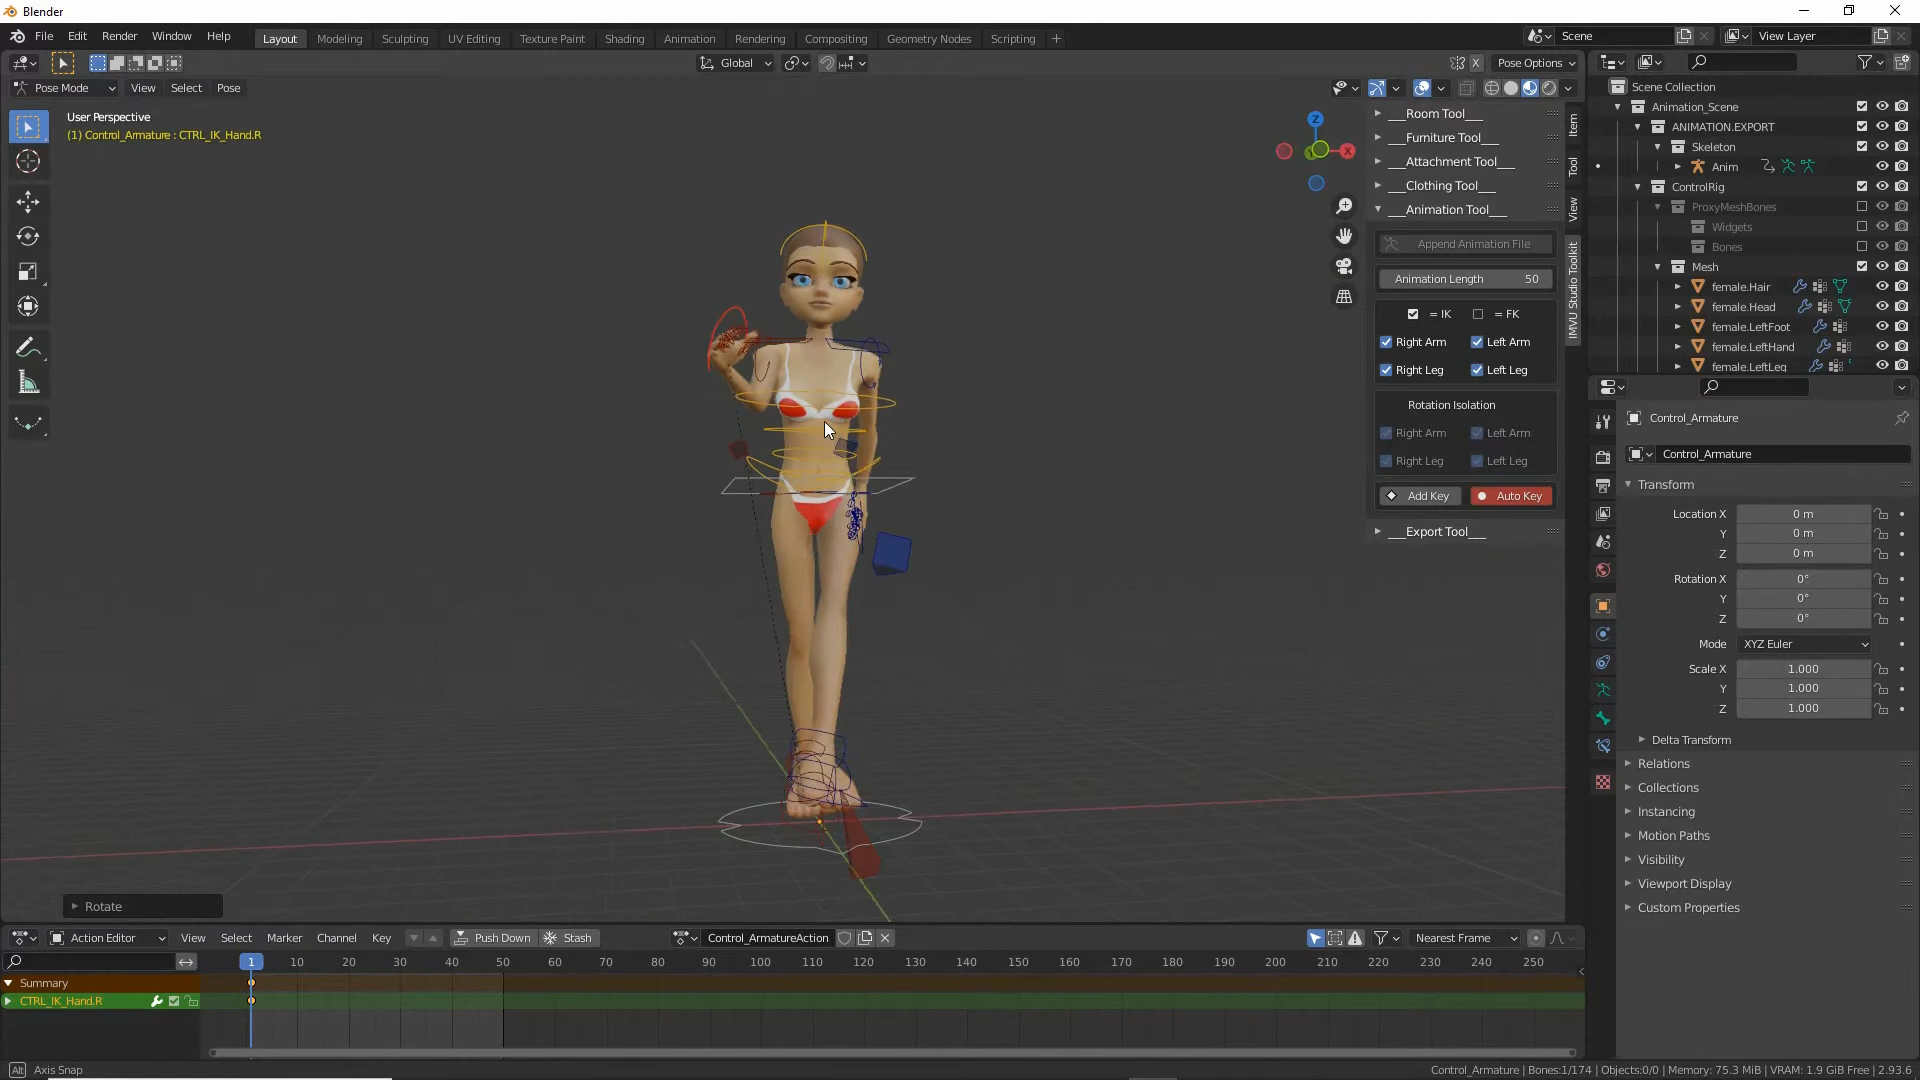 Blender
File Edit Render Window Help
Layout Modeling Sculpting UV Editing Texture Paint Shading Animation Rendering Compositing Geometry Nodes Scripting +
Scene
View Layer
Global
X
Pose Options
Pose Mode View Select Pose
User Perspective
(1) Control_Armature : CTRL_IK_Hand.R
Z
X
___Room Tool___
___Furniture Tool___
___Attachment Tool___
___Clothing Tool___
___Animation Tool___
Append Animation File
Animation Length 50
= IK = FK
Right Arm Left Arm
Right Leg Left Leg
Rotation Isolation
Right Arm Left Arm
Right Leg Left Leg
Add Key Auto Key
___Export Tool___
Item
Tool
View
IMVU Studio Toolkit
Scene Collection
Animation_Scene
ANIMATION.EXPORT
Skeleton
Anim
ControlRig
ProxyMeshBones
Widgets
Bones
Mesh
female.Hair
female.Head
female.LeftFoot
female.LeftHand
female.LeftLeg
Control_Armature
Control_Armature
Transform
Location X 0 m
Y 0 m
Z 0 m
Rotation X 0°
Y 0°
Z 0°
Mode XYZ Euler
Scale X 1.000
Y 1.000
Z 1.000
Delta Transform
Relations
Collections
Instancing
Motion Paths
Visibility
Viewport Display
Custom Properties
Rotate
Action Editor View Select Marker Channel Key Push Down Stash Control_ArmatureAction Nearest Frame
1 10 20 30 40 50 60 70 80 90 100 110 120 130 140 150 160 170 180 190 200 210 220 230 240 250
Summary
CTRL_IK_Hand.R
Alt Axis Snap
Control_Armature | Bones:1/174 | Objects:0/0 | Memory: 75.3 MiB | VRAM: 1.9 GiB Free | 2.93.6